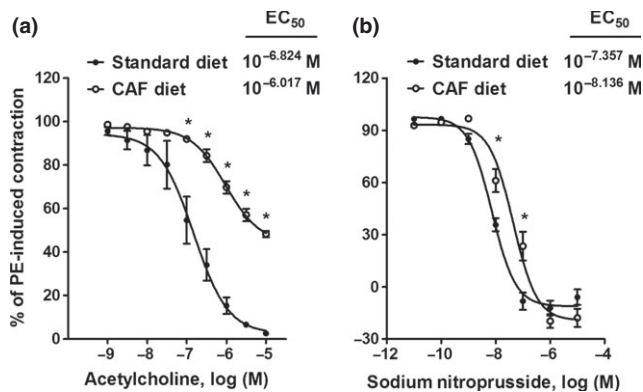 (a)
EC50
Standard diet 10−6.824 M
CAF diet 10−6.017 M
% of PE-induced contraction
120
100
80
60
40
20
0
* * * * *
−9 −8 −7 −6 −5 −4
Acetylcholine, log (M)
(b)
EC50
Standard diet 10−7.357 M
CAF diet 10−8.136 M
120
90
60
30
0
−30
* *
−12 −10 −8 −6 −4
Sodium nitroprusside, log (M)